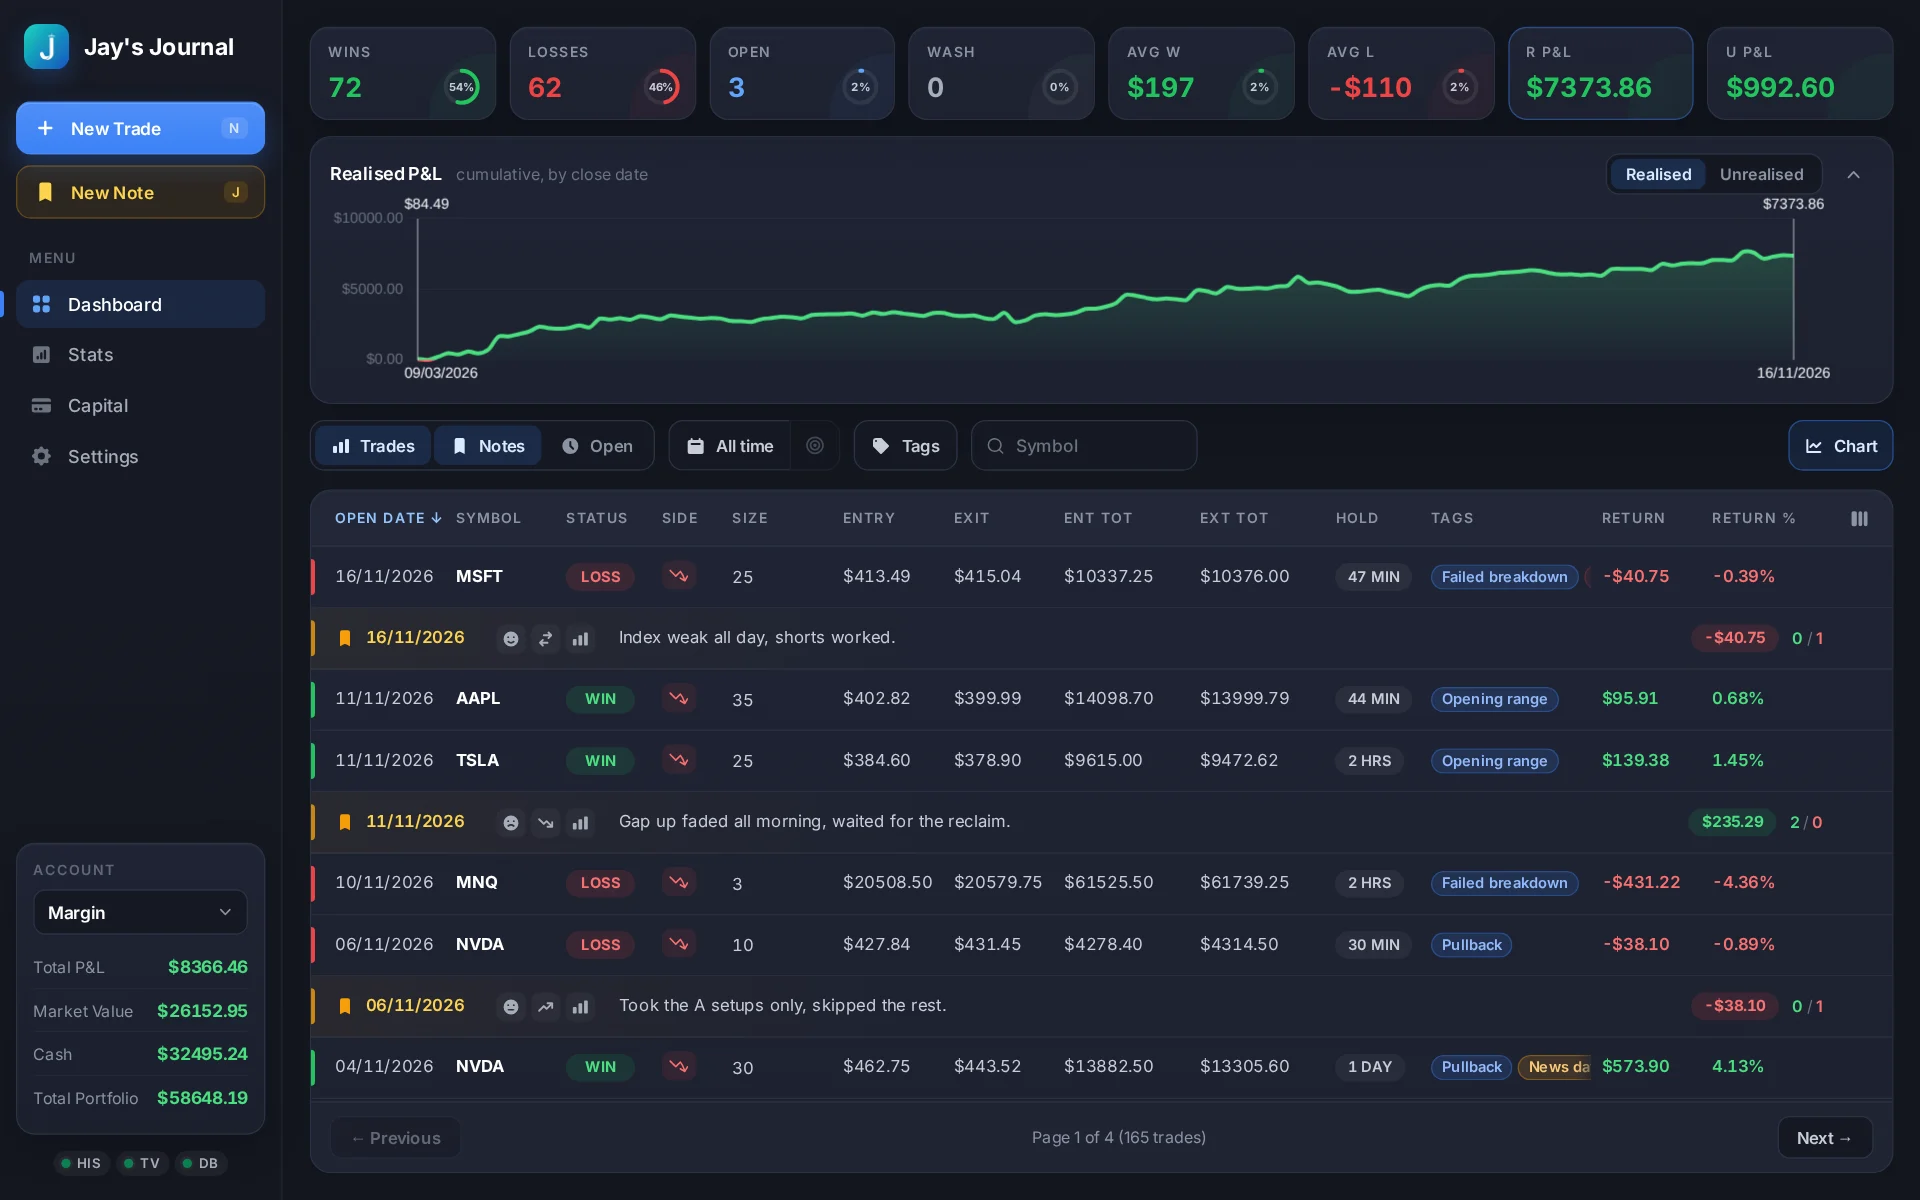 Jay's Journal
New Trade N
New Note J
MENU
Dashboard
Stats
Capital
Settings
ACCOUNT
Margin
Total P&L $8366.46
Market Value $26152.95
Cash $32495.24
Total Portfolio $58648.19
HIS TV DB
WINS
72
54%
LOSSES
62
46%
OPEN
3
2%
WASH
0
0%
AVG W
$197
2%
AVG L
-$110
2%
R P&L
$7373.86
U P&L
$992.60
Realised P&L cumulative, by close date
Realised Unrealised
$84.49 $7373.86
$10000.00
$5000.00
$0.00
09/03/2026 16/11/2026
Trades Notes Open All time Tags Symbol Chart
OPEN DATE ↓ SYMBOL STATUS SIDE SIZE ENTRY EXIT ENT TOT EXT TOT HOLD TAGS RETURN RETURN %
16/11/2026 MSFT LOSS 25 $413.49 $415.04 $10337.25 $10376.00 47 MIN Failed breakdown -$40.75 -0.39%
16/11/2026 Index weak all day, shorts worked. -$40.75 0 / 1
11/11/2026 AAPL WIN 35 $402.82 $399.99 $14098.70 $13999.79 44 MIN Opening range $95.91 0.68%
11/11/2026 TSLA WIN 25 $384.60 $378.90 $9615.00 $9472.62 2 HRS Opening range $139.38 1.45%
11/11/2026 Gap up faded all morning, waited for the reclaim. $235.29 2 / 0
10/11/2026 MNQ LOSS 3 $20508.50 $20579.75 $61525.50 $61739.25 2 HRS Failed breakdown -$431.22 -4.36%
06/11/2026 NVDA LOSS 10 $427.84 $431.45 $4278.40 $4314.50 30 MIN Pullback -$38.10 -0.89%
06/11/2026 Took the A setups only, skipped the rest. -$38.10 0 / 1
04/11/2026 NVDA WIN 30 $462.75 $443.52 $13882.50 $13305.60 1 DAY Pullback News da $573.90 4.13%
← Previous Page 1 of 4 (165 trades) Next →